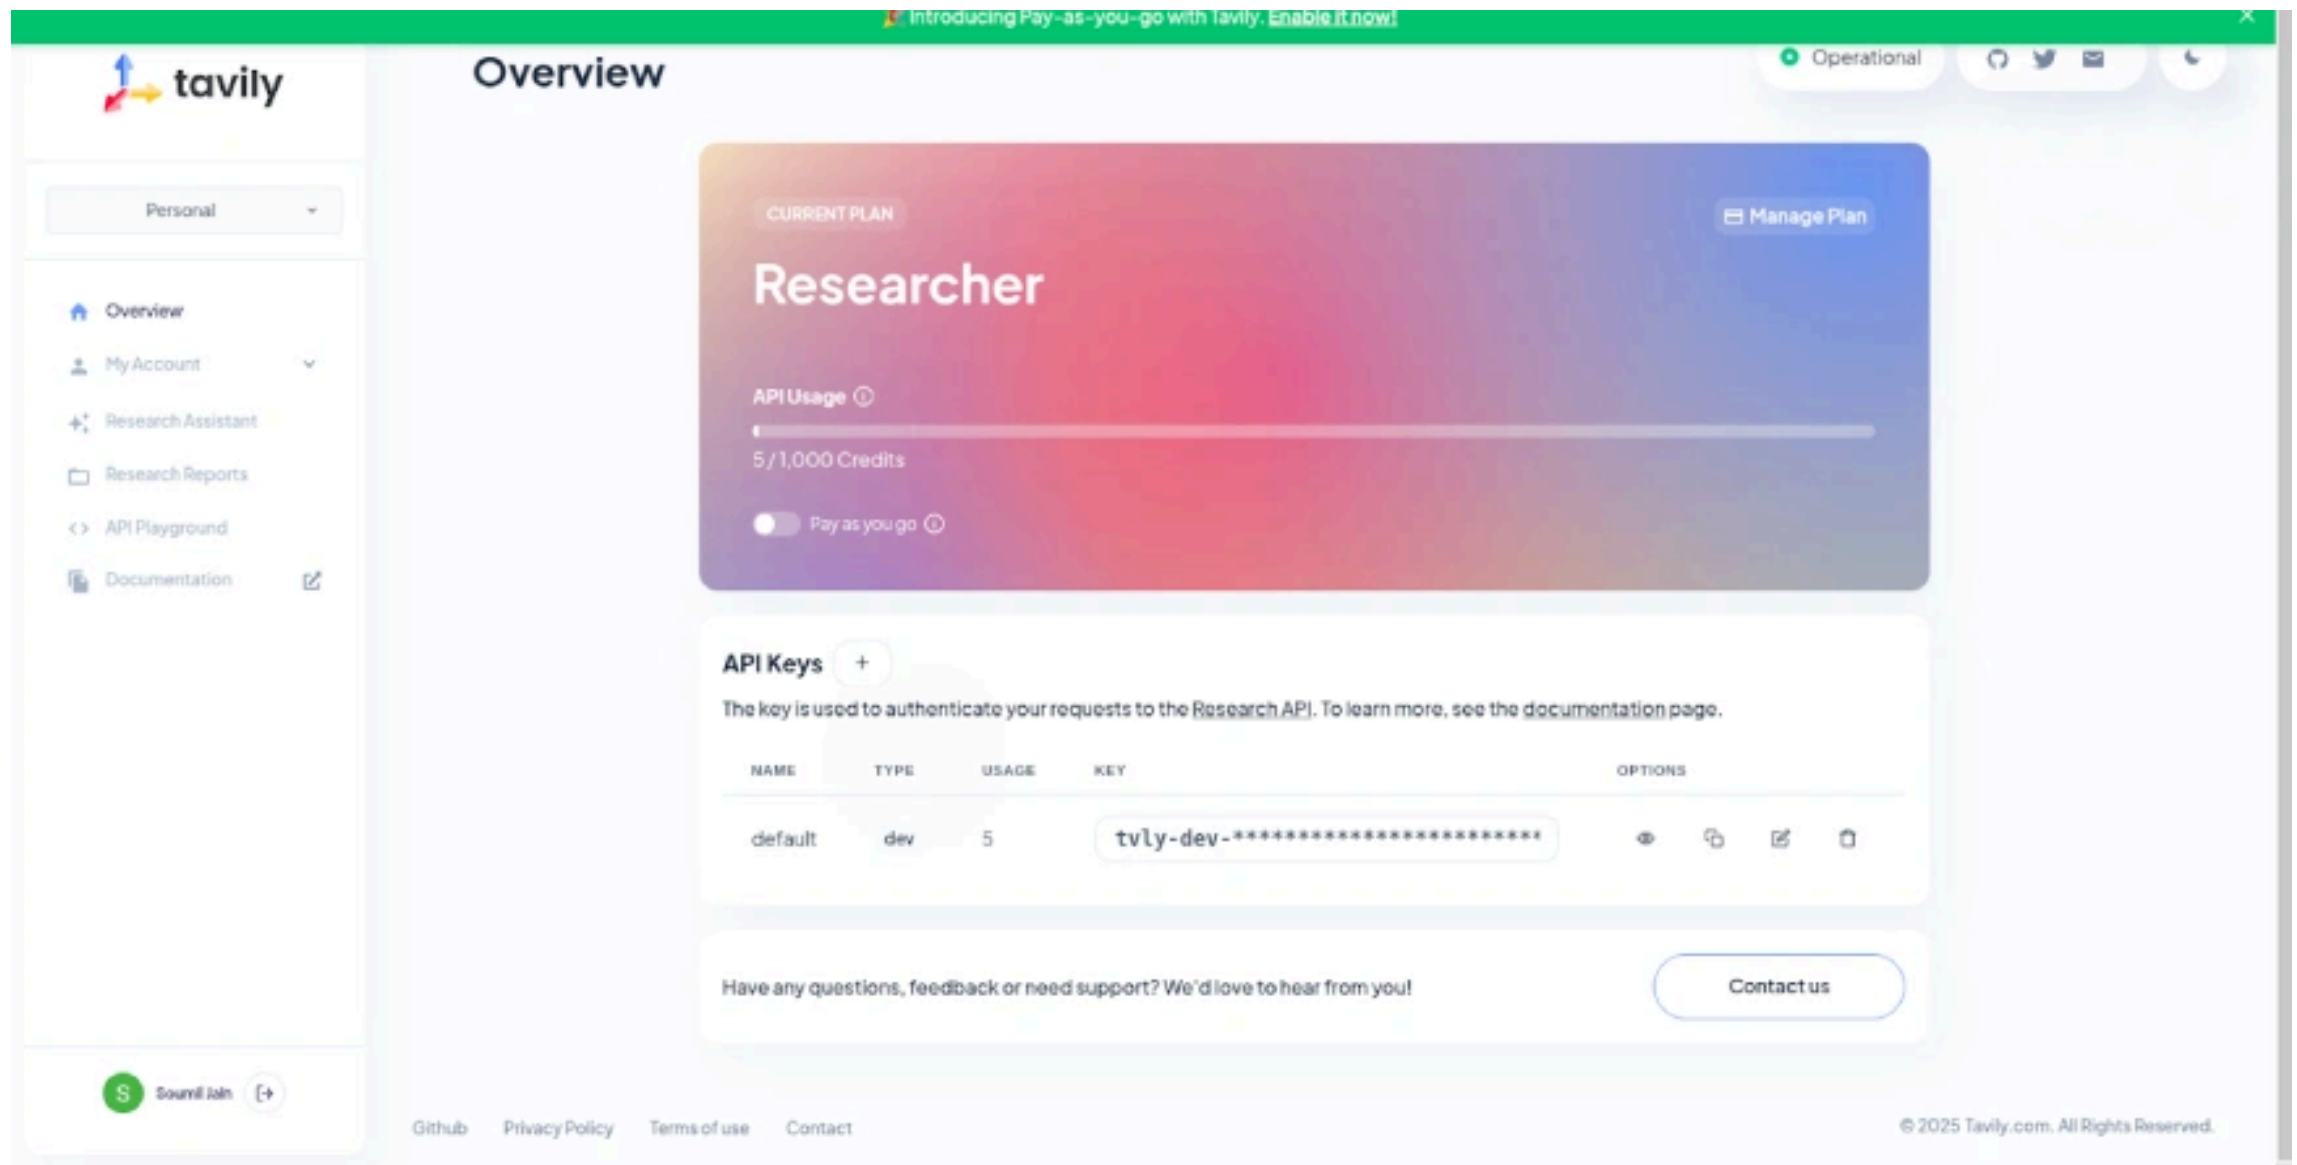 Introducing Pay-as-you-go with Tavily. Enable it now!
tavily
Overview
Operational
Personal
Overview
My Account
Research Assistant
Research Reports
API Playground
Documentation
CURRENT PLAN
Manage Plan
Researcher
API Usage
5 / 1,000 Credits
Pay as you go
API Keys +
The key is used to authenticate your requests to the Research API. To learn more, see the documentation page.
NAME TYPE USAGE KEY OPTIONS
default dev 5 tvly-dev-************************
Have any questions, feedback or need support? We'd love to hear from you!
Contact us
S Soumil Jain
Github Privacy Policy Terms of use Contact
© 2025 Tavily.com. All Rights Reserved.